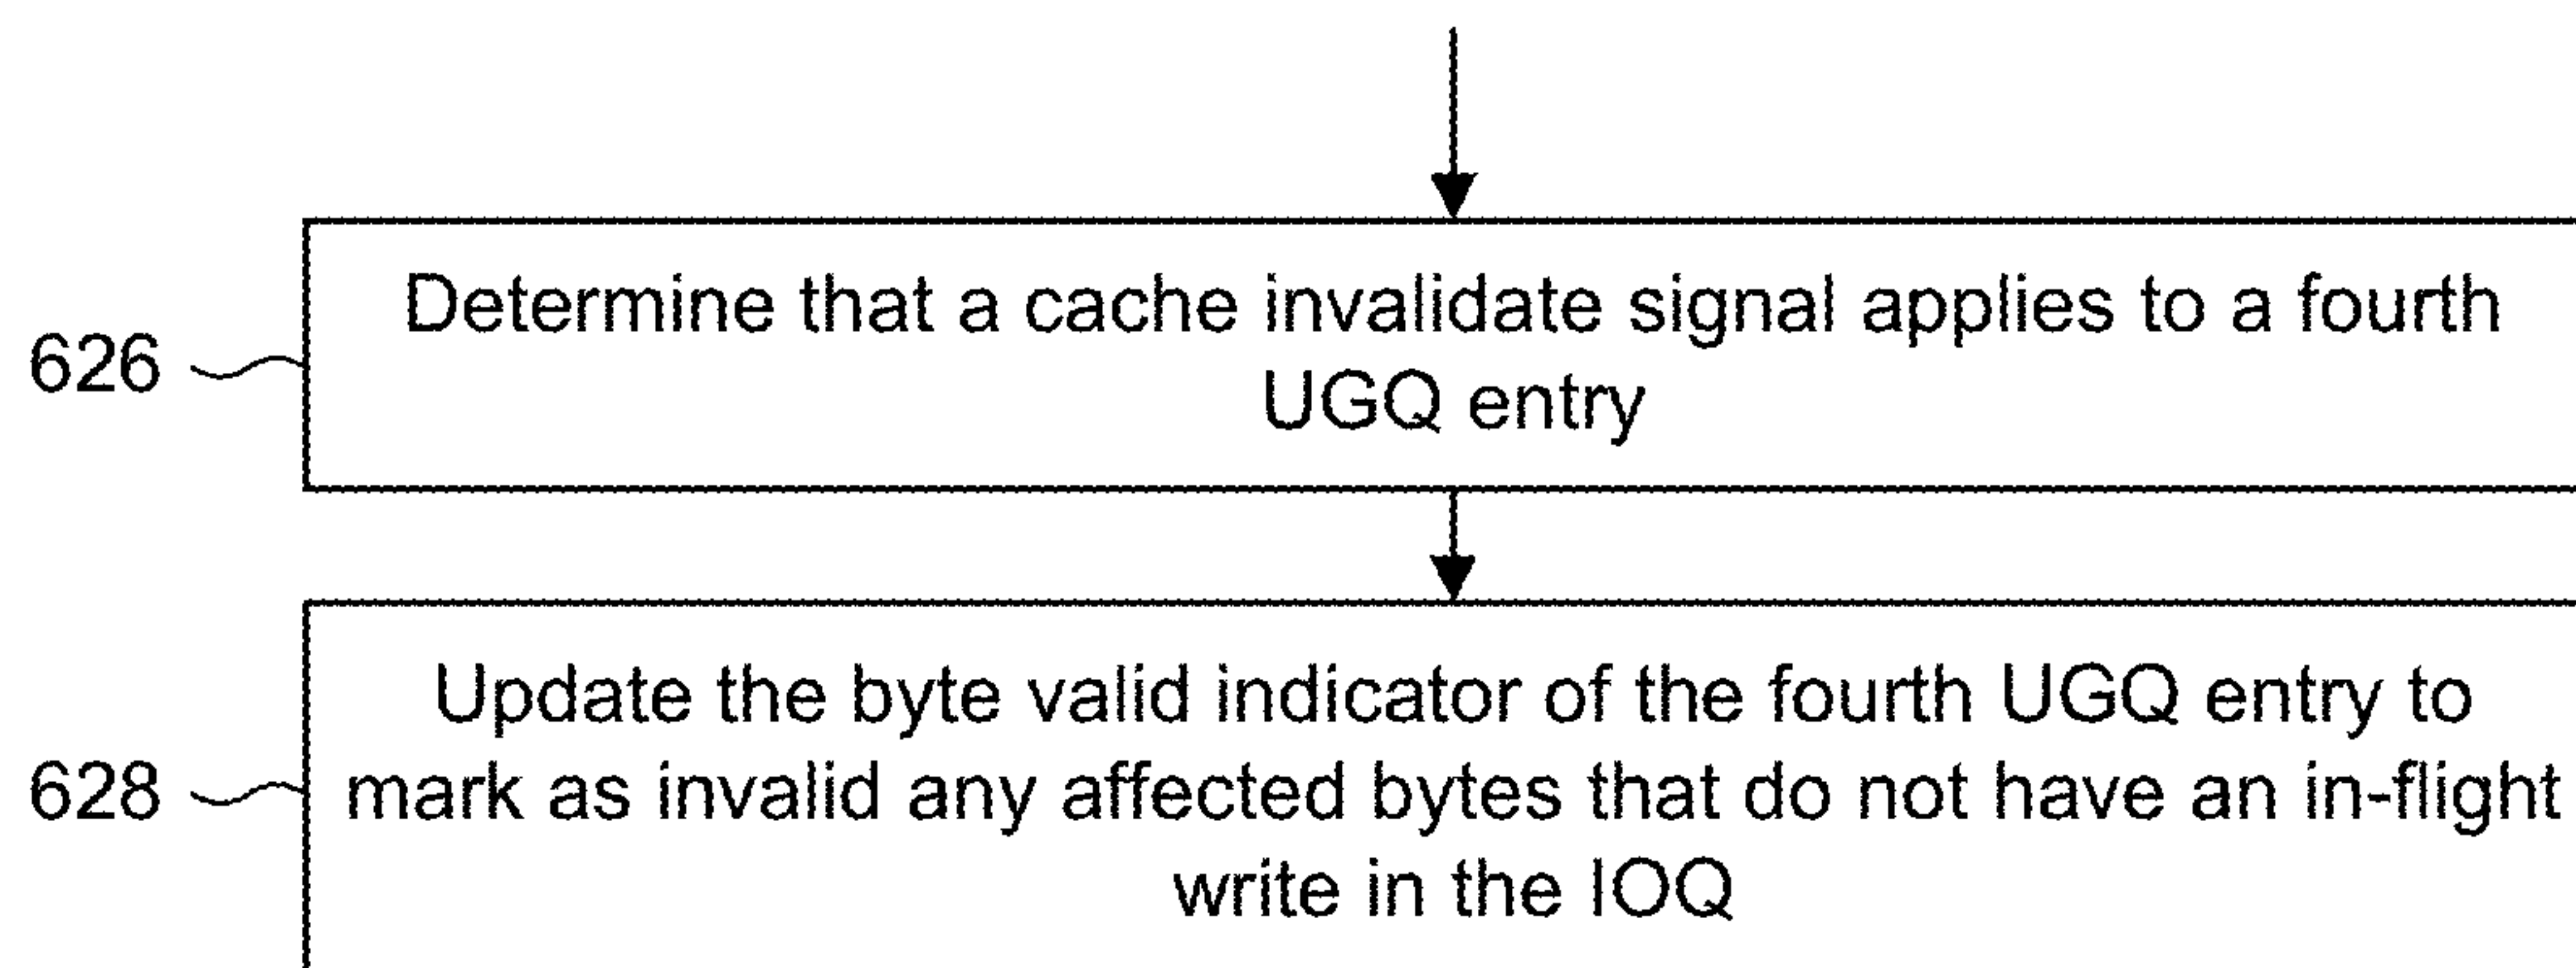 Determine that a cache invalidate signal applies to a fourth
626
UGQ entry
Update the byte valid indicator of the fourth UGQ entry to
628
mark as invalid any affected bytes that do not have an in-flight
write in the IOQ